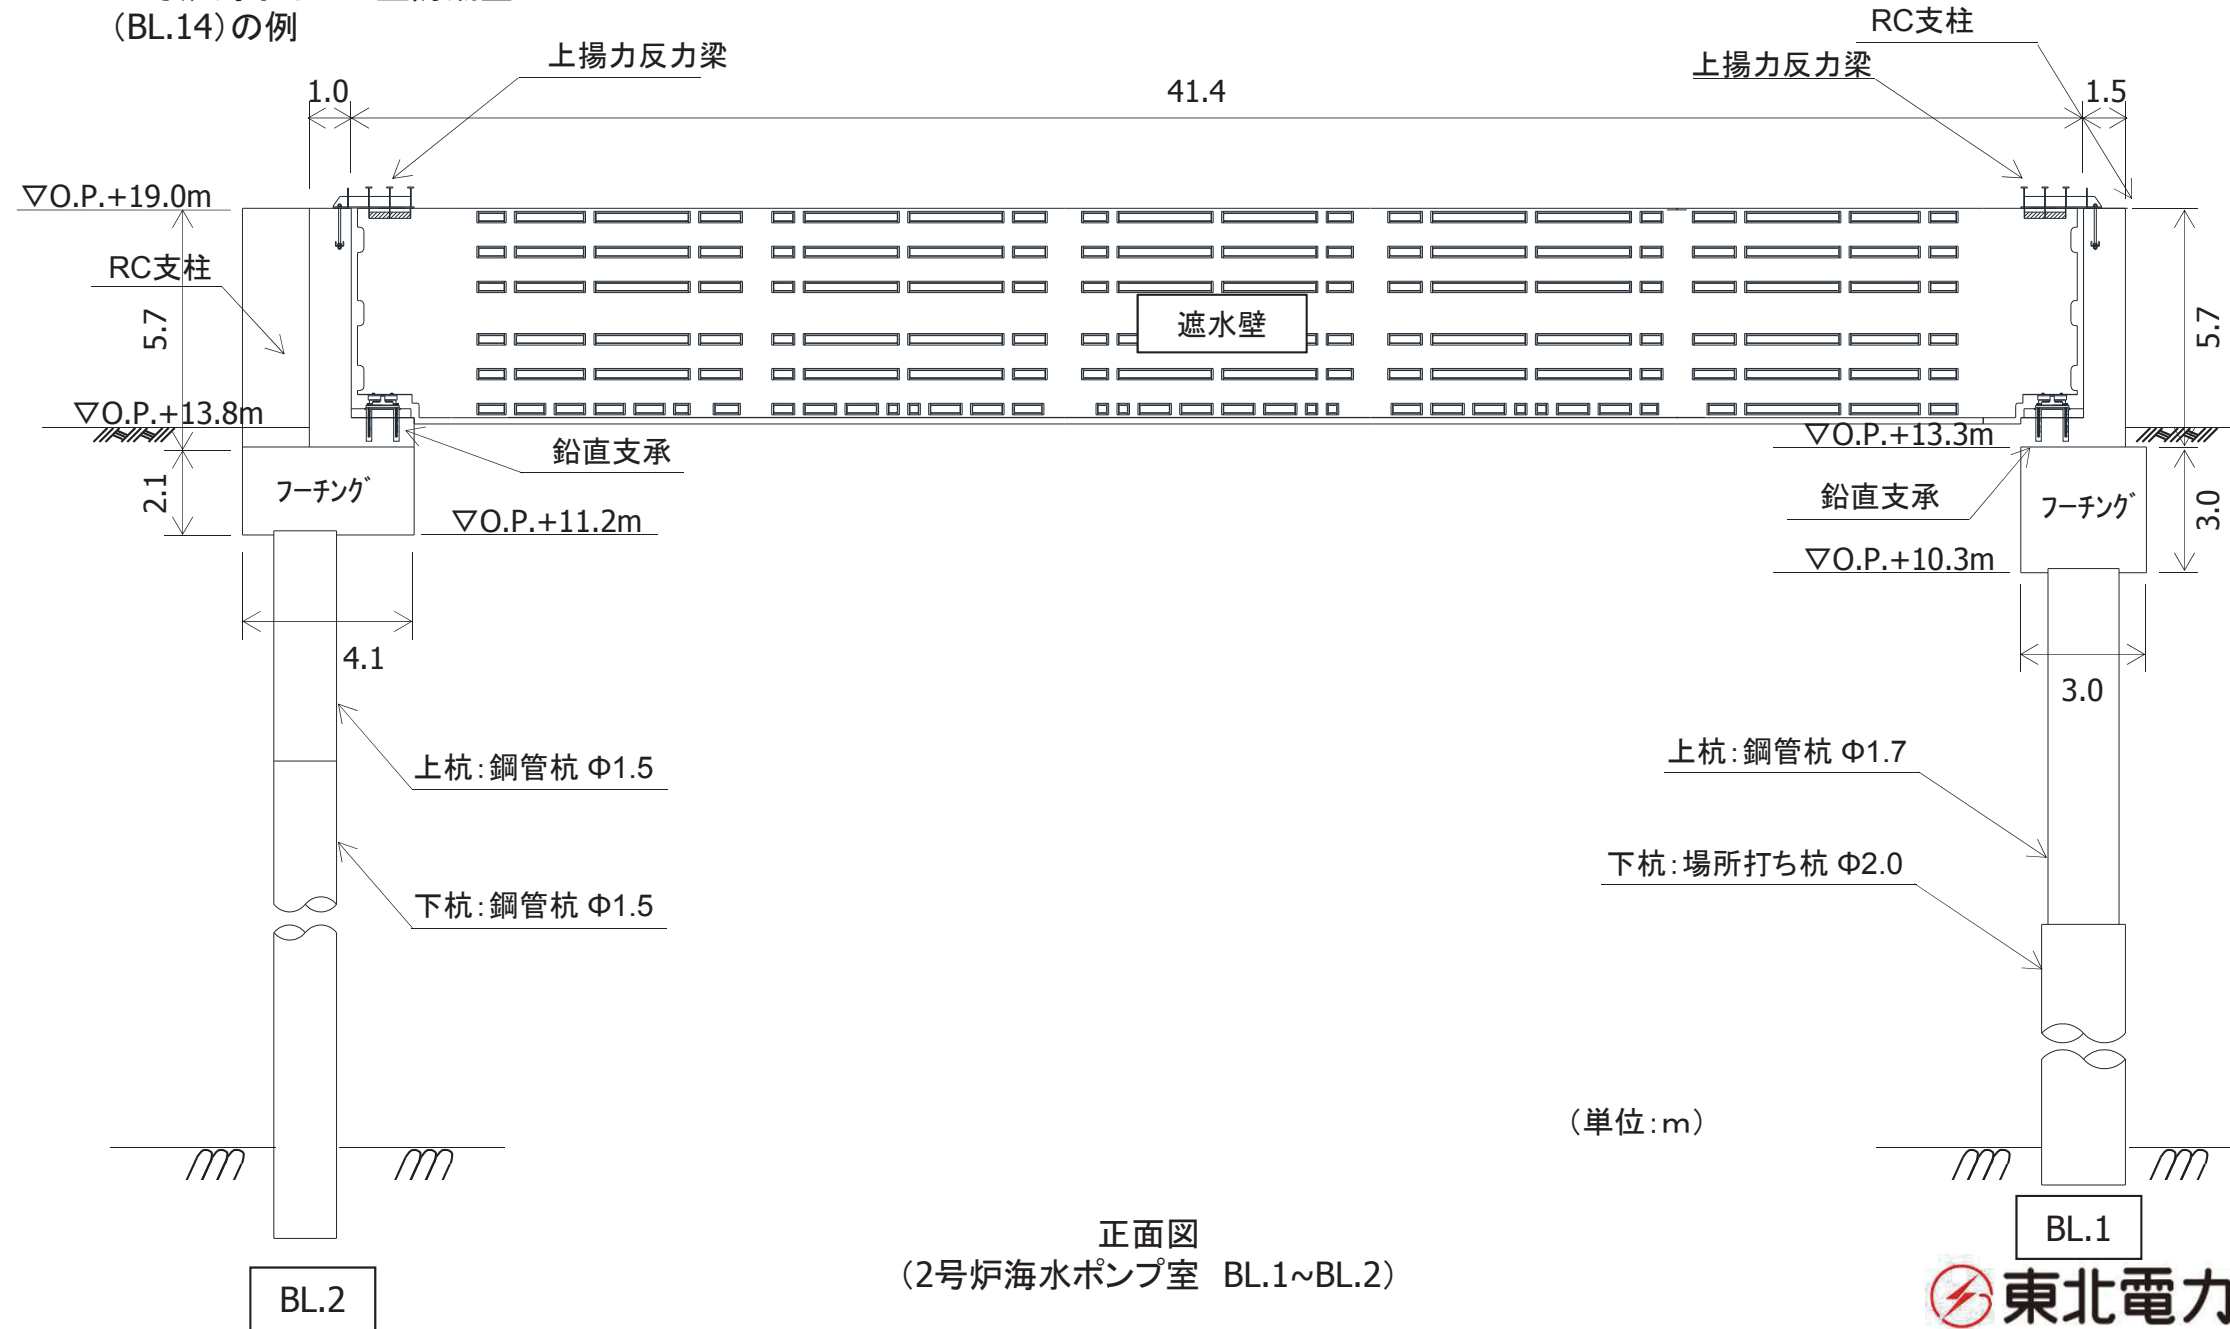 (BL.14)の例
上揚力反力梁
RC支柱
上揚力反力梁
1.0
41.4
1.5
▽O.P.+19.0m
RC支柱
5.7
遮水壁
5.7
▽O.P.+13.8m
▽O.P.+13.3m
鉛直支承
2.1
フーチング
鉛直支承
フーチング
3.0
▽O.P.+11.2m
▽O.P.+10.3m
4.1
3.0
上杭:鋼管杭 Φ1.5
上杭:鋼管杭 Φ1.7
下杭:場所打ち杭 Φ2.0
下杭:鋼管杭 Φ1.5
(単位:m)
正面図
(2号炉海水ポンプ室 BL.1~BL.2)
BL.1
BL.2
東北電力